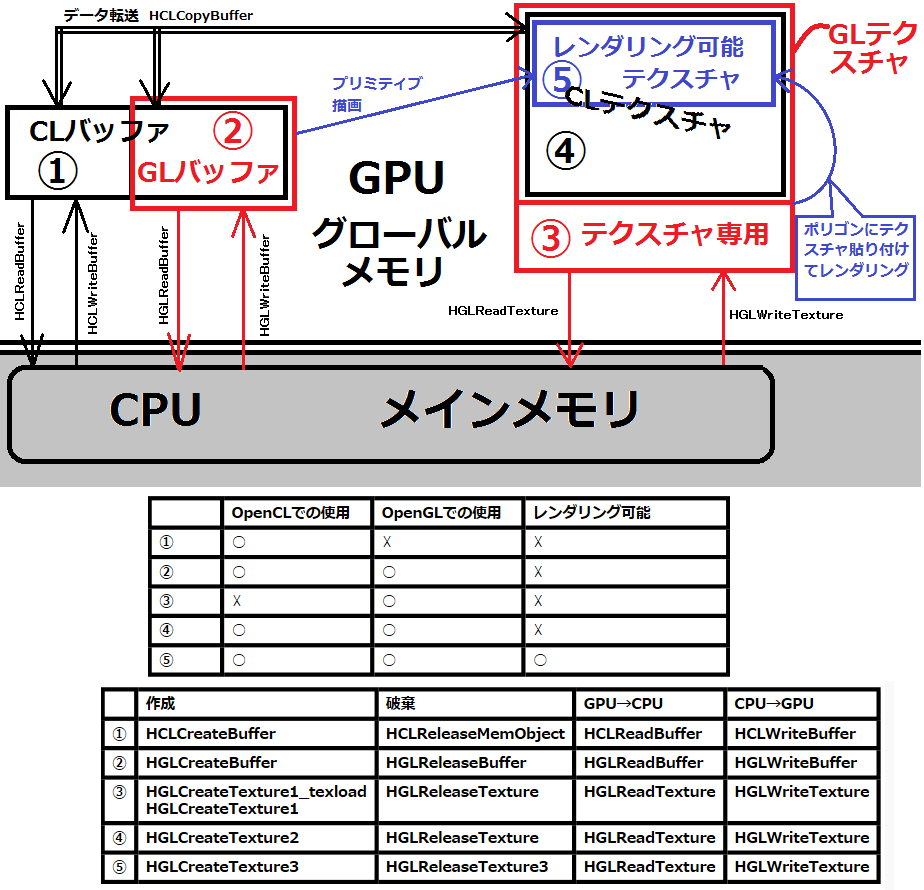 データ転送 HCLCopyBuffer
GLテク
スチャ
レンダリング可能
⑤ テクスチャ
CLテクスチャ
④
プリミティブ
描画
CLバッファ
①
②
GLバッファ
GPU
グローバル
メモリ
③ テクスチャ専用
ポリゴンにテク
スチャ貼り付け
てレンダリング
HCLReadBuffer
HCLWriteBuffer
HGLReadBuffer
HGLWriteBuffer
HGLReadTexture
HGLWriteTexture
CPU メインメモリ
OpenCLでの使用 OpenGLでの使用 レンダリング可能
① ○ X X
② ○ ○ X
③ X ○ X
④ ○ ○ X
⑤ ○ ○ ○
作成 破棄 GPU→CPU CPU→GPU
① HCLCreateBuffer HCLReleaseMemObject HCLReadBuffer HCLWriteBuffer
② HGLCreateBuffer HGLReleaseBuffer HGLReadBuffer HGLWriteBuffer
③ HGLCreateTexture1_texload HGLReleaseTexture HGLReadTexture HGLWriteTexture
HGLCreateTexture1
④ HGLCreateTexture2 HGLReleaseTexture HGLReadTexture HGLWriteTexture
⑤ HGLCreateTexture3 HGLReleaseTexture3 HGLReadTexture HGLWriteTexture